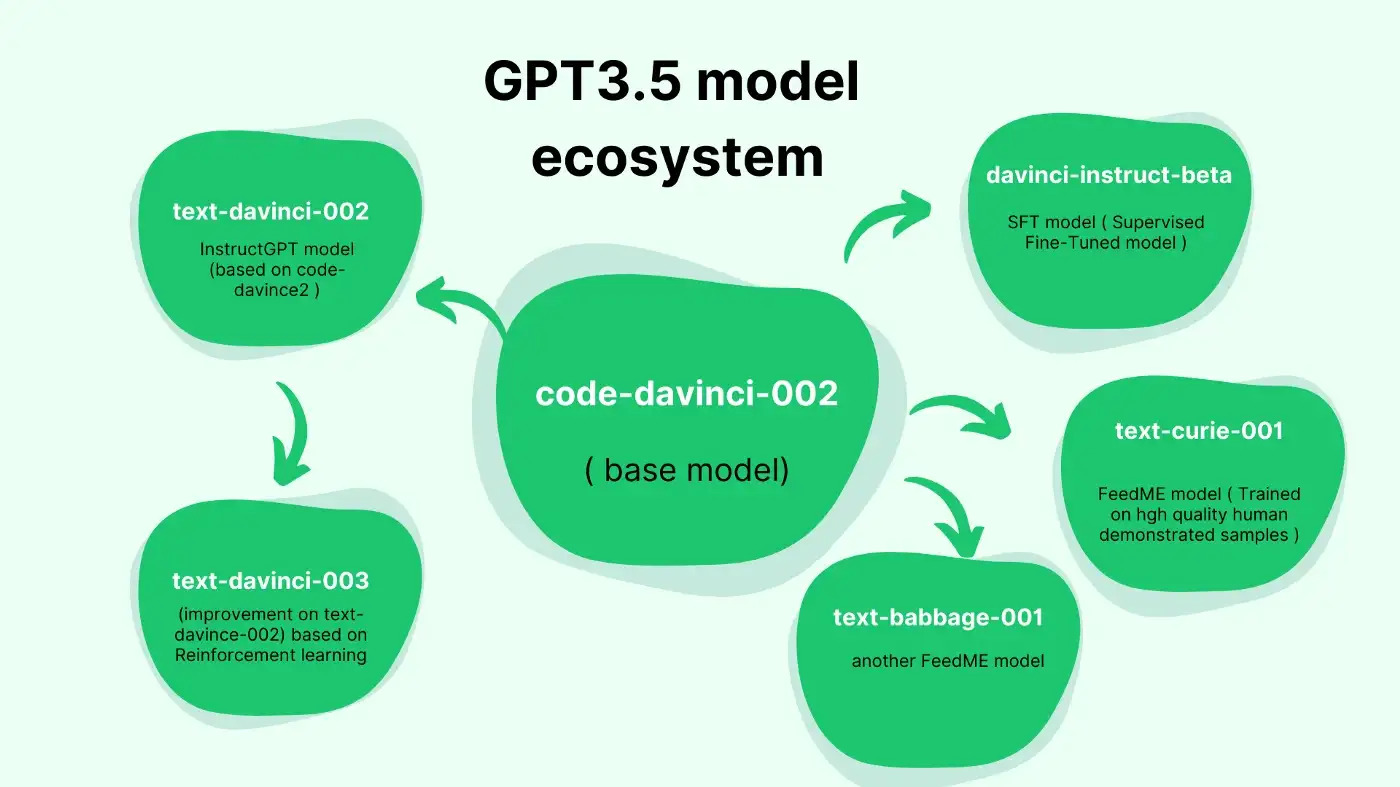 GPT3.5 model
ecosystem
text-davinci-002
InstructGPT model
(based on code-
davince2 )
davinci-instruct-beta
SFT model ( Supervised
Fine-Tuned model )
code-davinci-002
( base model)
text-curie-001
FeedME model ( Trained
on hgh quality human
demonstrated samples )
text-davinci-003
(improvement on text-
davince-002) based on
Reinforcement learning
text-babbage-001
another FeedME model